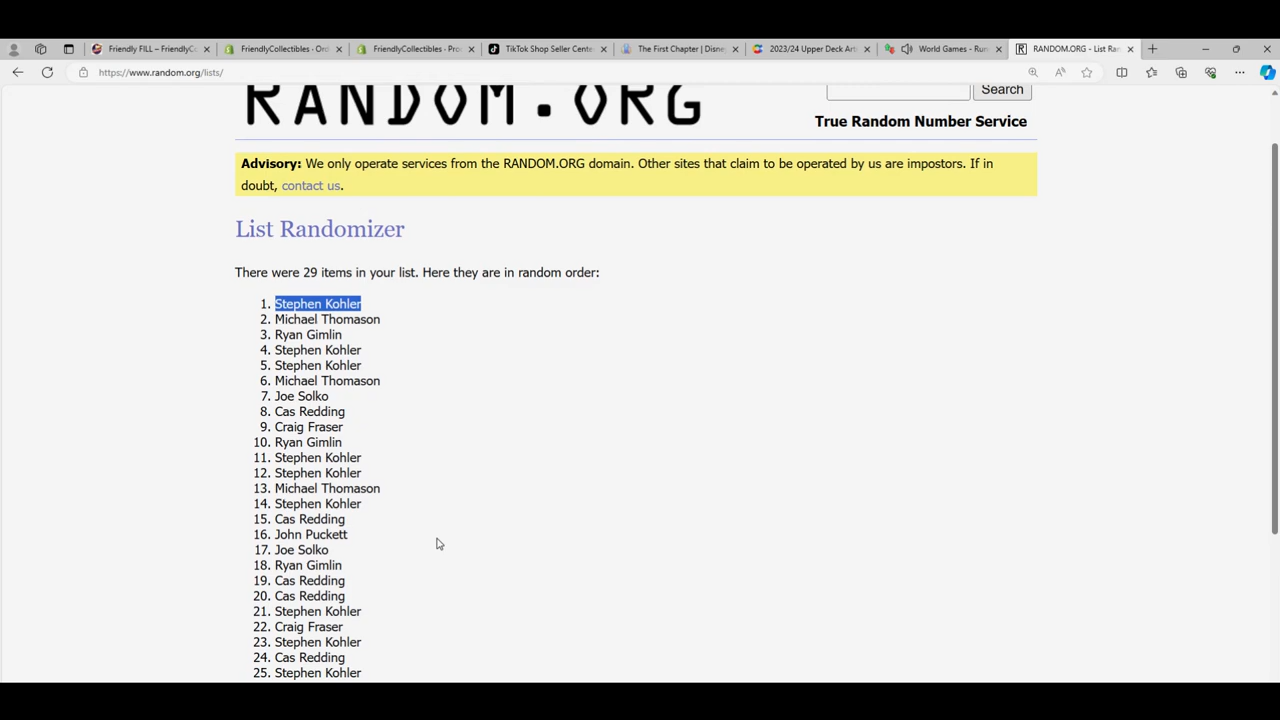 Friendly FILL – FriendlyCo
FriendlyCollectibles · Ord
FriendlyCollectibles · Pro
TikTok Shop Seller Cente
The First Chapter | Disne
2023/24 Upper Deck Arti
World Games - Run
RANDOM.ORG - List Ran
https://www.random.org/lists/
RANDOM.ORG
Search
True Random Number Service
Advisory: We only operate services from the RANDOM.ORG domain. Other sites that claim to be operated by us are impostors. If in
doubt, contact us.
List Randomizer
There were 29 items in your list. Here they are in random order:
1. Stephen Kohler
2. Michael Thomason
3. Ryan Gimlin
4. Stephen Kohler
5. Stephen Kohler
6. Michael Thomason
7. Joe Solko
8. Cas Redding
9. Craig Fraser
10. Ryan Gimlin
11. Stephen Kohler
12. Stephen Kohler
13. Michael Thomason
14. Stephen Kohler
15. Cas Redding
16. John Puckett
17. Joe Solko
18. Ryan Gimlin
19. Cas Redding
20. Cas Redding
21. Stephen Kohler
22. Craig Fraser
23. Stephen Kohler
24. Cas Redding
25. Stephen Kohler